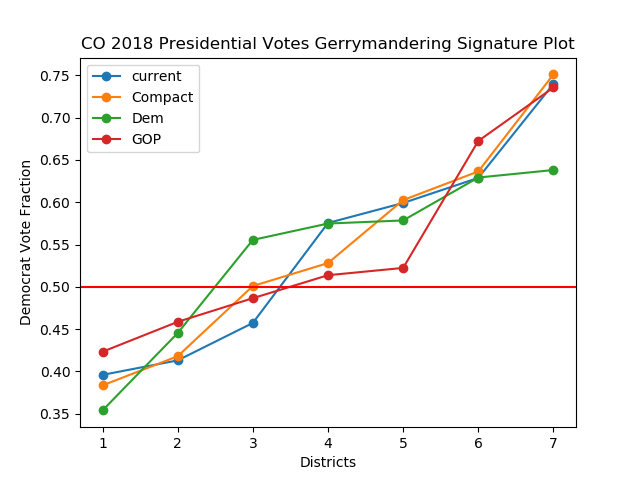 CO 2018 Presidential Votes Gerrymandering Signature Plot
current
Compact
Dem
GOP
Democrat Vote Fraction
0.75
0.70
0.65
0.60
0.55
0.50
0.45
0.40
0.35
1 2 3 4 5 6 7
Districts